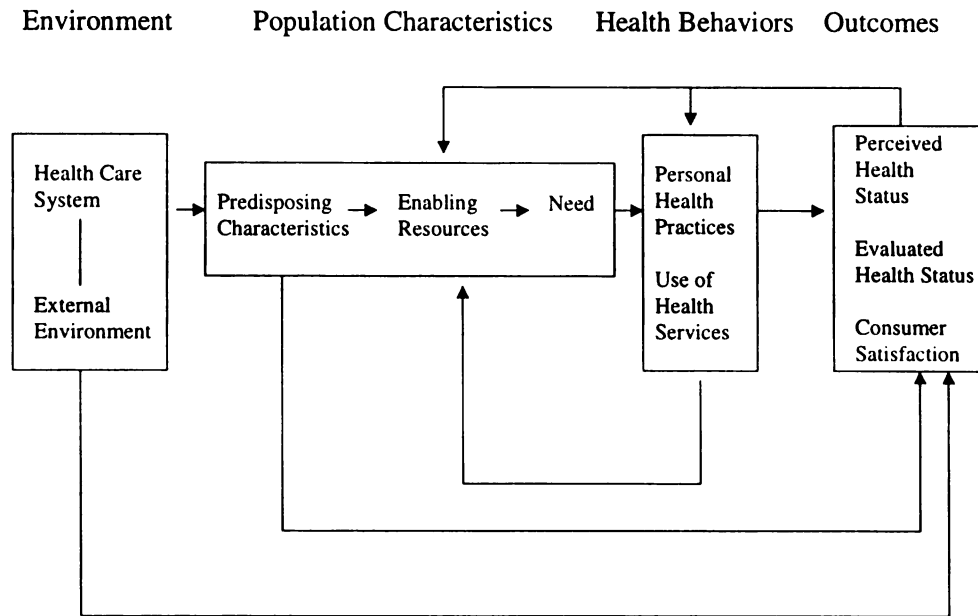 Environment Population Characteristics Health Behaviors Outcomes
Health Care
System
External
Environment
Predisposing
Characteristics
Enabling
Resources
Need
Personal
Health
Practices
Use of
Health
Services
Perceived
Health
Status
Evaluated
Health Status
Consumer
Satisfaction